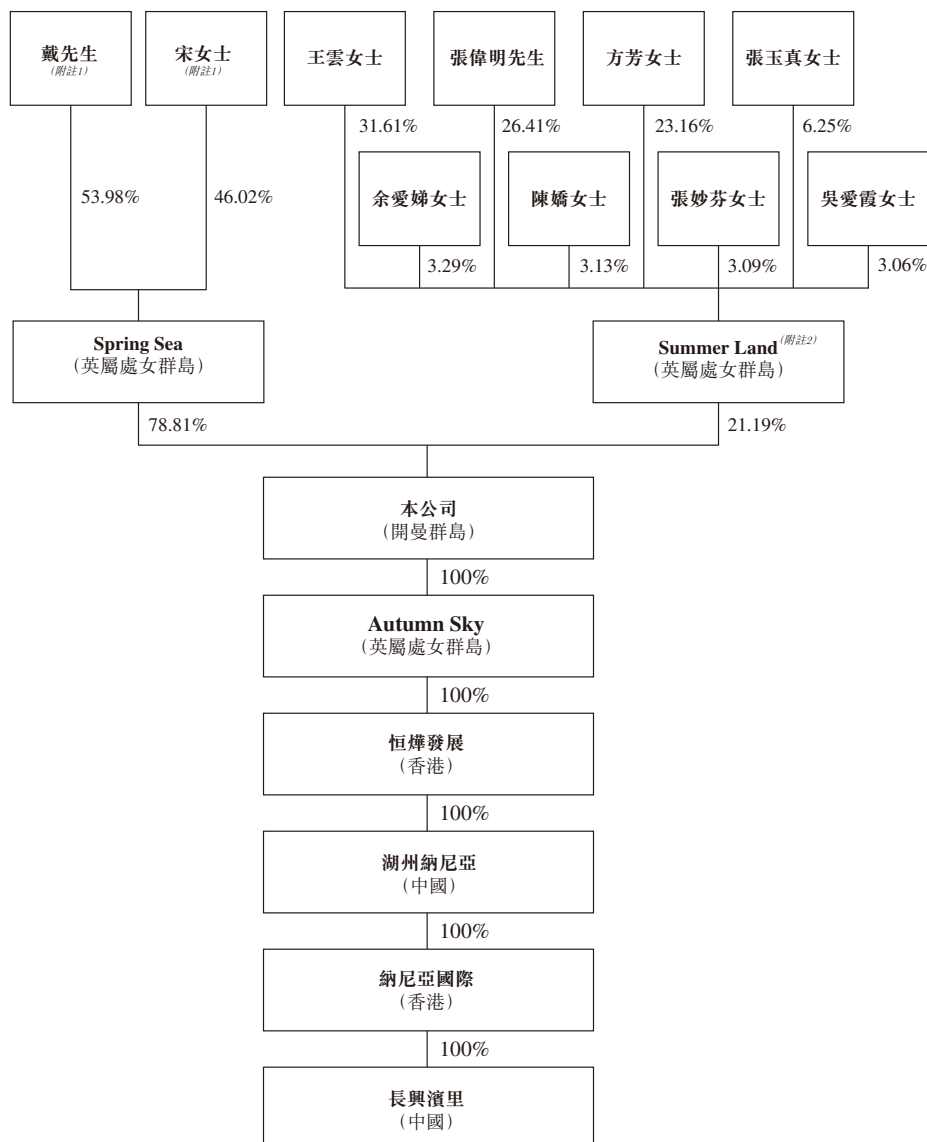 戴先生
(附註1)
宋女士
(附註1)
王雲女士
張偉明先生
方芳女士
張玉真女士
31.61%
26.41%
23.16%
6.25%
53.98%
46.02%
余愛娣女士
陳嬌女士
張妙芬女士
吳愛霞女士
3.29%
3.13%
3.09%
3.06%
Spring Sea
(英屬處女群島)
Summer Land(附註2)
(英屬處女群島)
78.81%
21.19%
本公司
(開曼群島)
100%
Autumn Sky
(英屬處女群島)
100%
恒燁發展
(香港)
100%
湖州納尼亞
(中國)
100%
納尼亞國際
(香港)
100%
長興濱里
(中國)